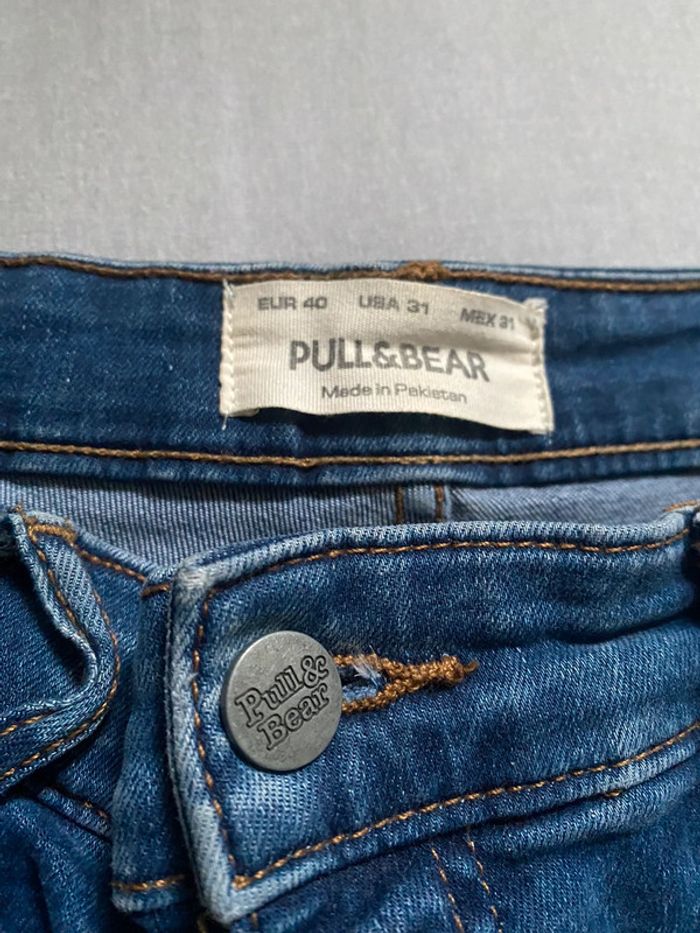 EUR 40 USA 31 MEX 31
PULL&BEAR
Made in Pakistan
Pull&
Bear